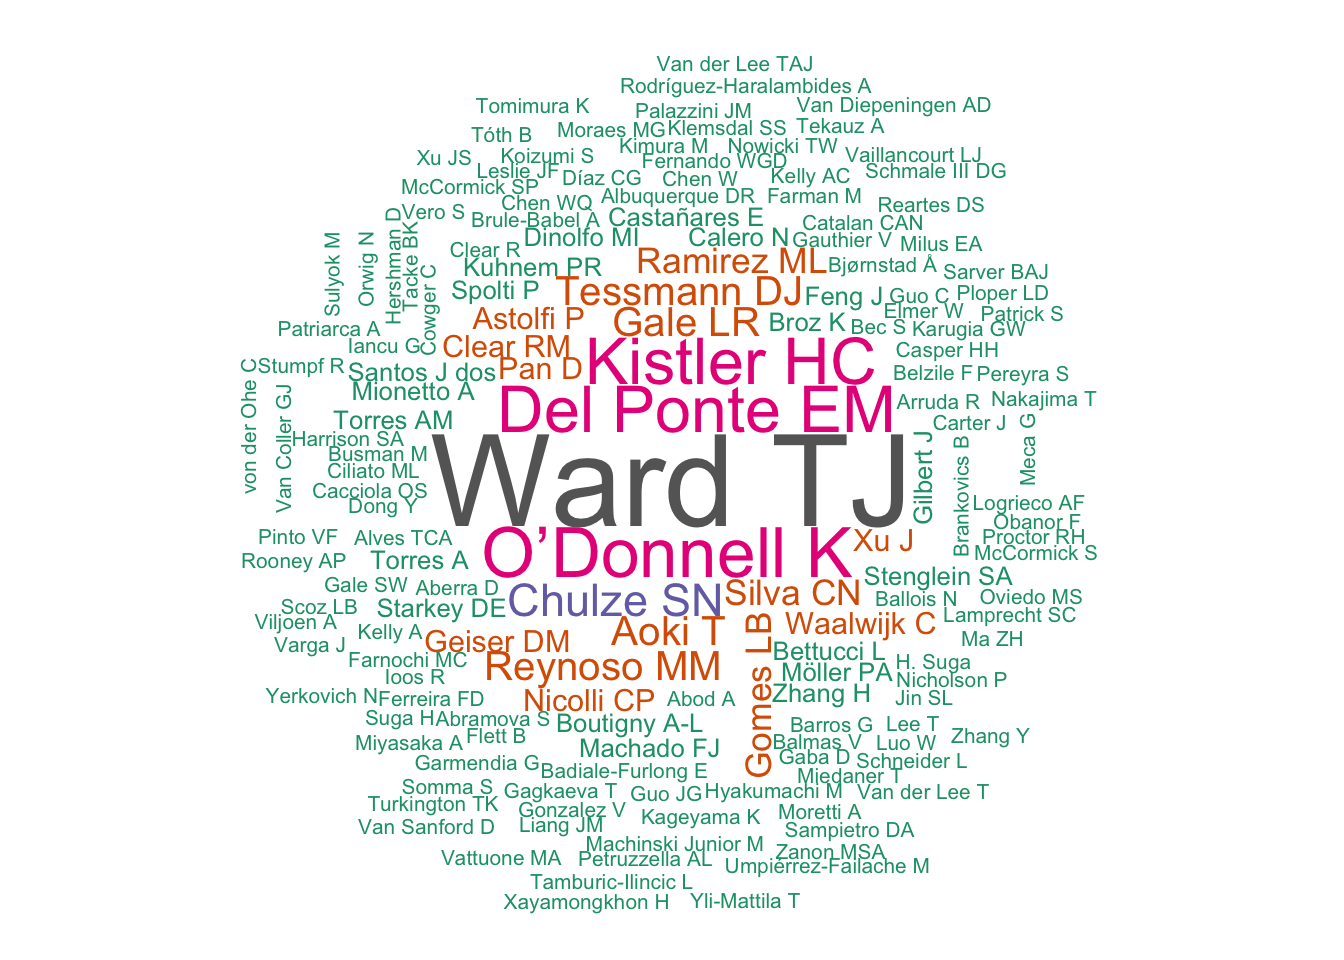 Van der Lee TAJ
Rodríguez-Haralambides A
Tomimura K
Palazzini JM
Van Diepeningen AD
Tóth B
Moraes MG
Klemsdal SS
Tekauz A
Kimura M
Nowicki TW
Xu JS
Koizumi S
Fernando WGD
Vaillancourt LJ
Leslie JF
Díaz CG
Chen W
Kelly AC
Schmale III DG
McCormick SP
Chen WQ
Albuquerque DR
Farman M
Reartes DS
Vero S
Brule-Babel A
Castañares E
Catalan CAN
Hershman D
Tacke BK
Orwig N
Sulyok M
Cowger C
Clear R
Dinolfo MI
Calero N
Gauthier V
Milus EA
Kuhnem PR
Ramirez ML
Bjørnstad Å
Sarver BAJ
Spolti P
Tessmann DJ
Feng J
Guo C
Ploper LD
Elmer W
Patrick S
Patriarca A
Astolfi P
Gale LR
Broz K
Bec S
Karugia GW
Iancu G
Clear RM
Kistler HC
Casper HH
von der Ohe C
Stumpf R
Santos J dos
Pan D
Belzile F
Pereyra S
Van Coller GJ
Mionetto A
Del Ponte EM
Arruda R
Nakajima T
Torres AM
Carter J
Meca G
Harrison SA
Busman M
Ward TJ
Gilbert J
Brankovics B
Ciliato ML
Cacciola OS
Dong Y
Logrieco AF
Obanor F
Pinto VF
Alves TCA
O’Donnell K
Xu J
Proctor RH
McCormick S
Rooney AP
Torres A
Stenglein SA
Gale SW
Aberra D
Chulze SN
Silva CN
Ballois N
Oviedo MS
Scoz LB
Starkey DE
Lamprecht SC
Viljoen A
Kelly A
Aoki T
Gomes LB
Waalwijk C
Varga J
Geiser DM
Ma ZH
Farnochi MC
Bettucci L
H. Suga
Ioos R
Reynoso MM
Möller PA
Nicholson P
Yerkovich N
Ferreira FD
Nicolli CP
Abod A
Zhang H
Jin SL
Suga H
Abramova S
Boutigny A-L
Barros G
Lee T
Zhang Y
Miyasaka A
Flett B
Machado FJ
Balmas V
Luo W
Garmendia G
Badiale-Furlong E
Gaba D
Schneider L
Miedaner T
Somma S
Gagkaeva T
Guo JG
Hyakumachi M
Van der Lee T
Turkington TK
Gonzalez V
Kageyama K
Moretti A
Van Sanford D
Liang JM
Sampietro DA
Machinski Junior M
Zanon MSA
Vattuone MA
Petruzzella AL
Umpiérrez-Failache M
Tamburic-Ilincic L
Xayamongkhon H
Yli-Mattila T